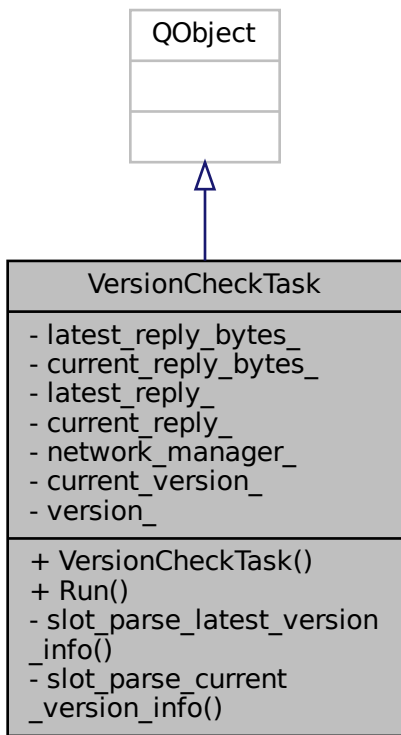 QObject
VersionCheckTask
- latest_reply_bytes_
- current_reply_bytes_
- latest_reply_
- current_reply_
- network_manager_
- current_version_
- version_
+ VersionCheckTask()
+ Run()
- slot_parse_latest_version
_info()
- slot_parse_current
_version_info()